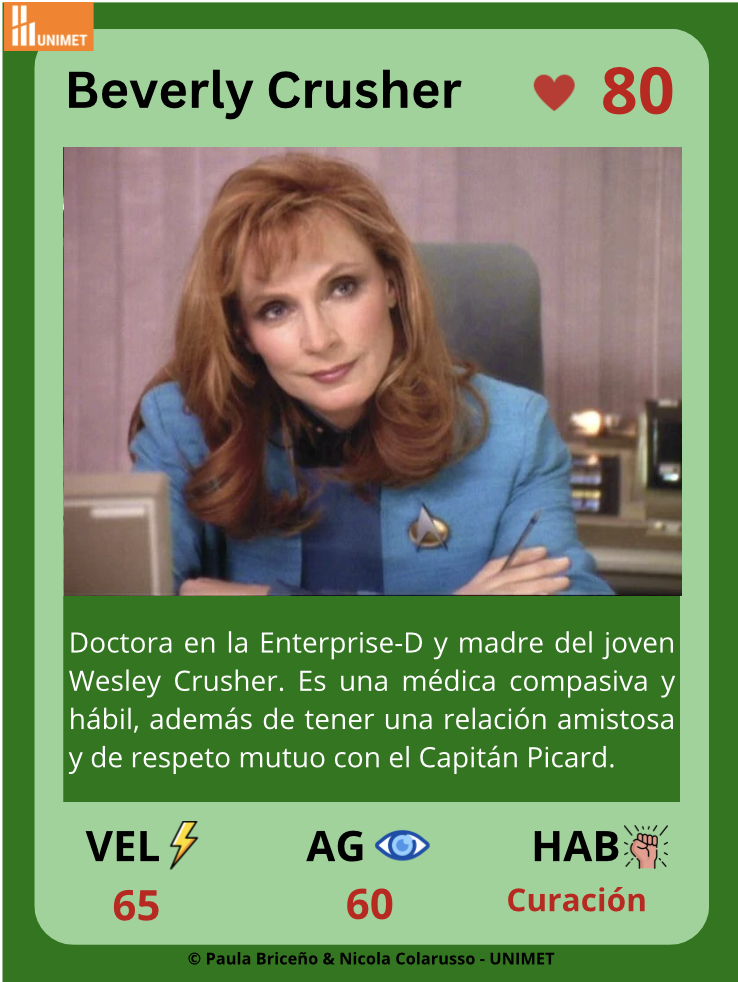 UNIMET
Beverly Crusher
80
Doctora en la Enterprise-D y madre del joven
Wesley Crusher. Es una médica compasiva y
hábil, además de tener una relación amistosa
y de respeto mutuo con el Capitán Picard.
VEL AG HAB
65 60 Curación
© Paula Briceño & Nicola Colarusso - UNIMET